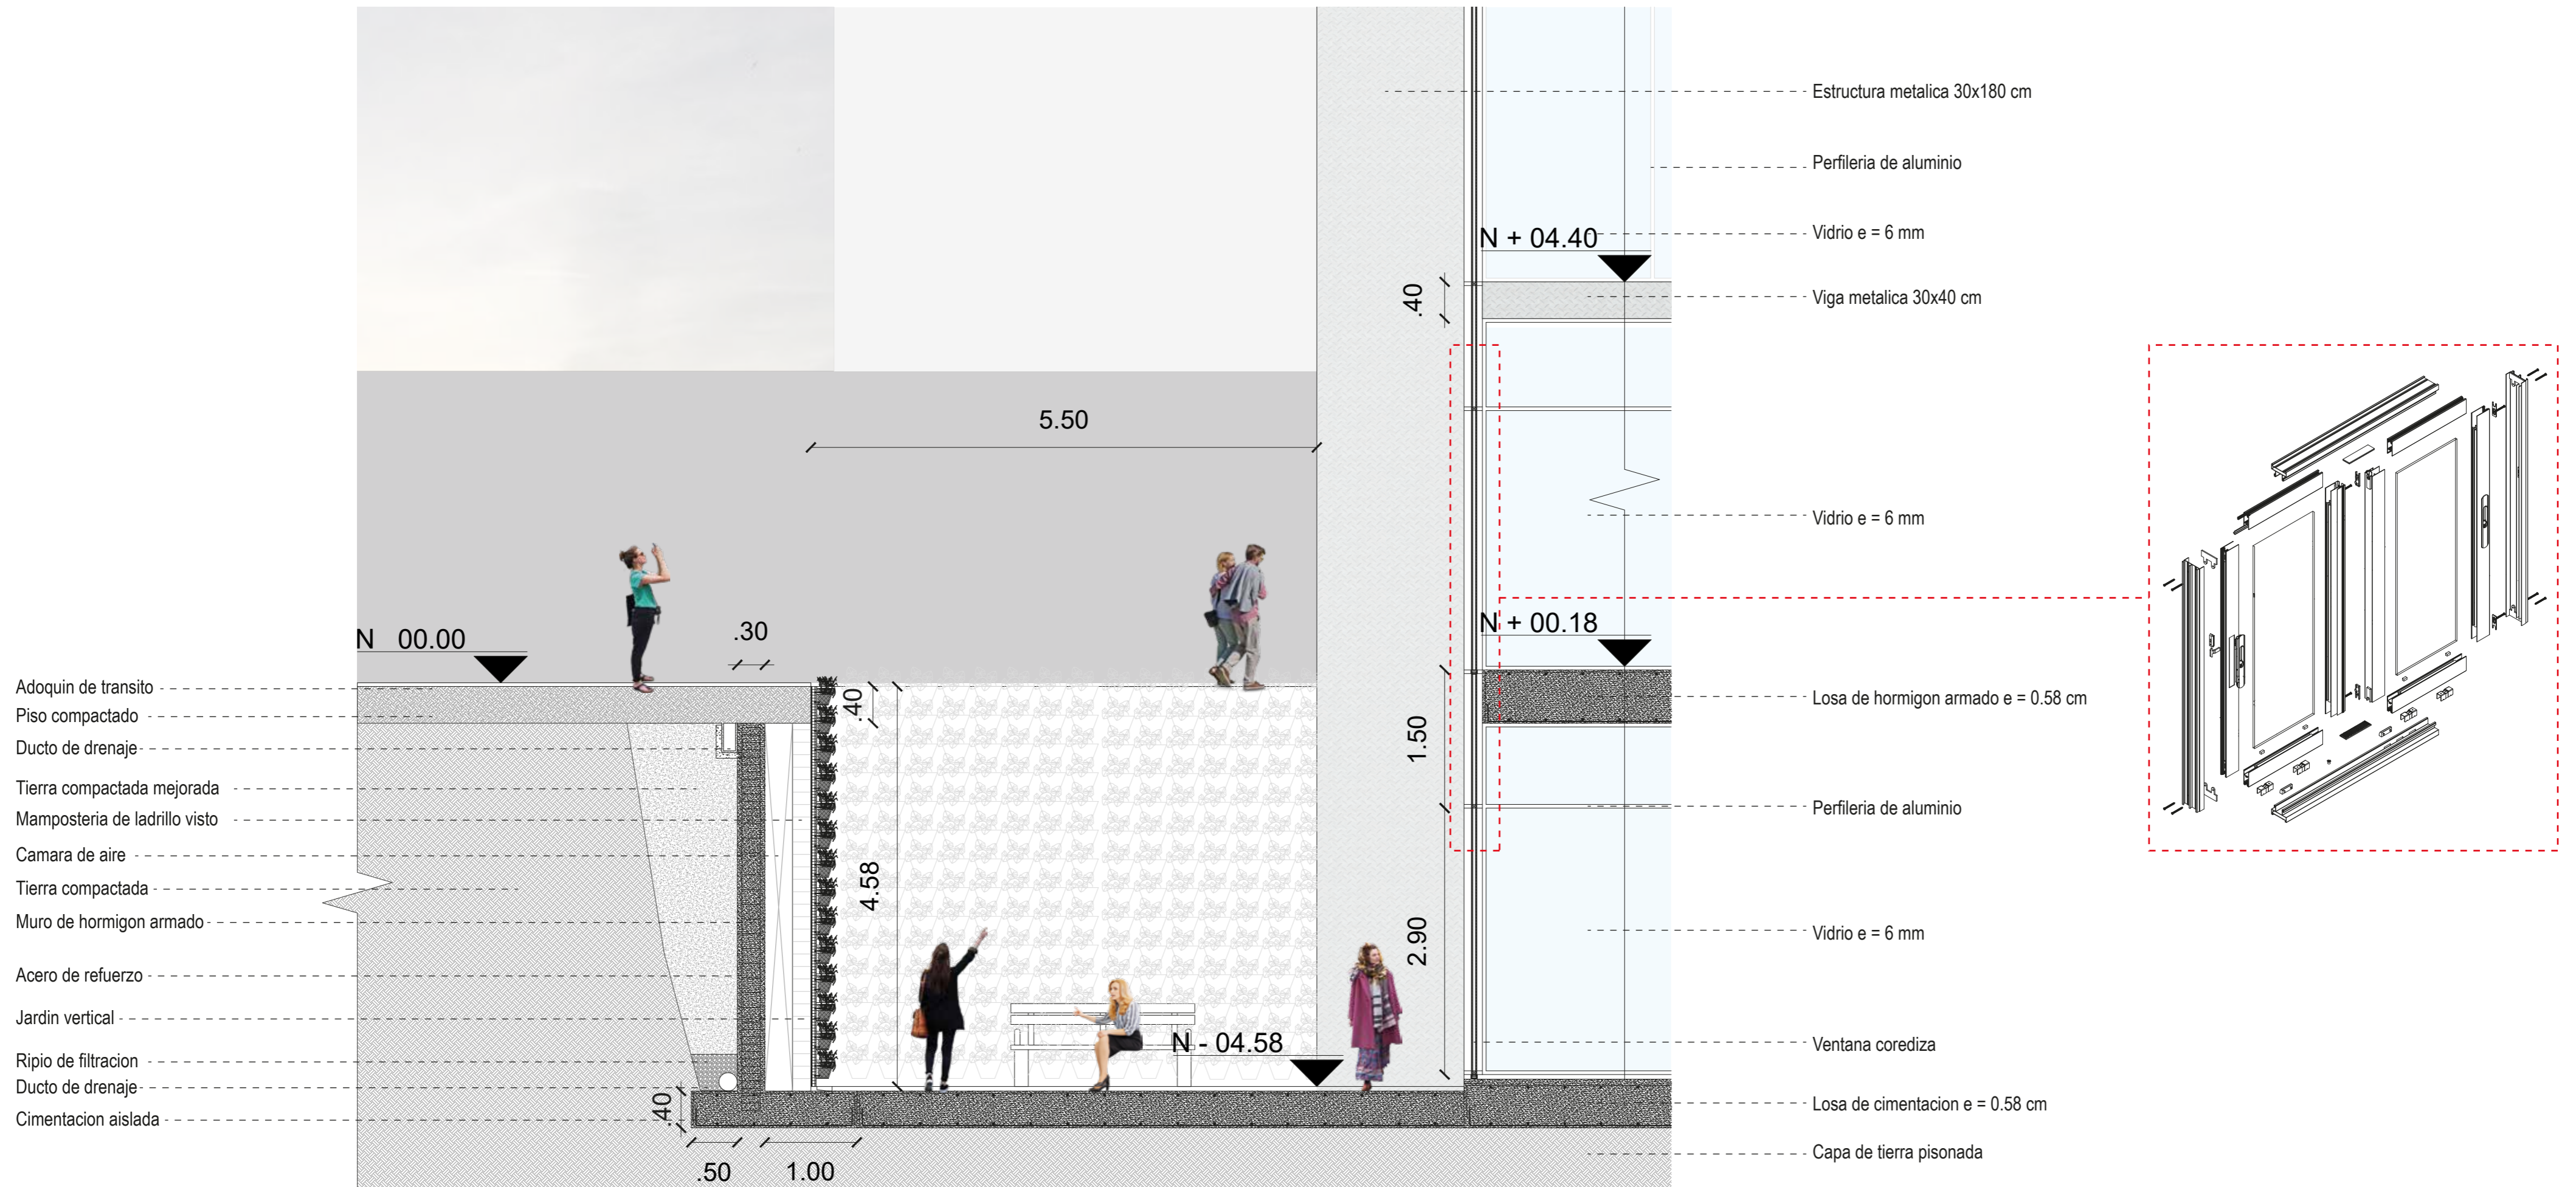 Estructura metalica 30x180 cm
Perfileria de aluminio
Vidrio e = 6 mm
N + 04.40
Viga metalica 30x40 cm
.40
5.50
Vidrio e = 6 mm
N + 00.18
N 00.00
.30
Adoquin de transito
Piso compactado
Ducto de drenaje
Tierra compactada mejorada
Mamposteria de ladrillo visto
Camara de aire
Tierra compactada
Muro de hormigon armado
Acero de refuerzo
Jardin vertical
Ripio de filtracion
Ducto de drenaje
Cimentacion aislada
.40
4.58
1.50
2.90
N - 04.58
.40
.50
1.00
Losa de hormigon armado e = 0.58 cm
Perfileria de aluminio
Vidrio e = 6 mm
Ventana corediza
Losa de cimentacion e = 0.58 cm
Capa de tierra pisonada